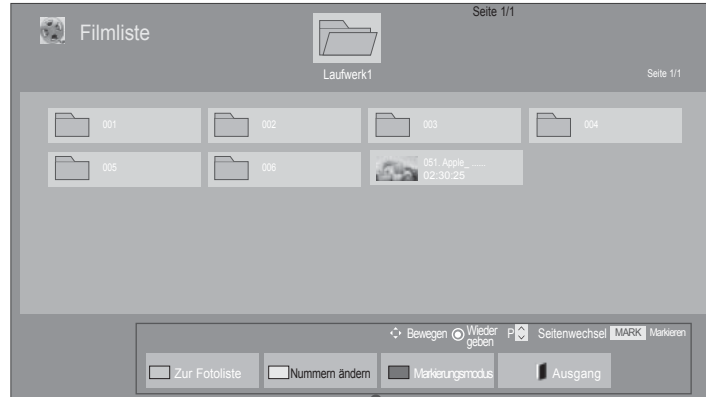 Seite 1/1
Filmliste
Laufwerk1
Seite 1/1
001
002
003
004
005
006
051. Apple_ ......
02:30:25
Bewegen
Wieder
geben
P
Seitenwechsel
MARK
Markieren
Zur Fotoliste
Nummern ändern
Markierungsmodus
Ausgang